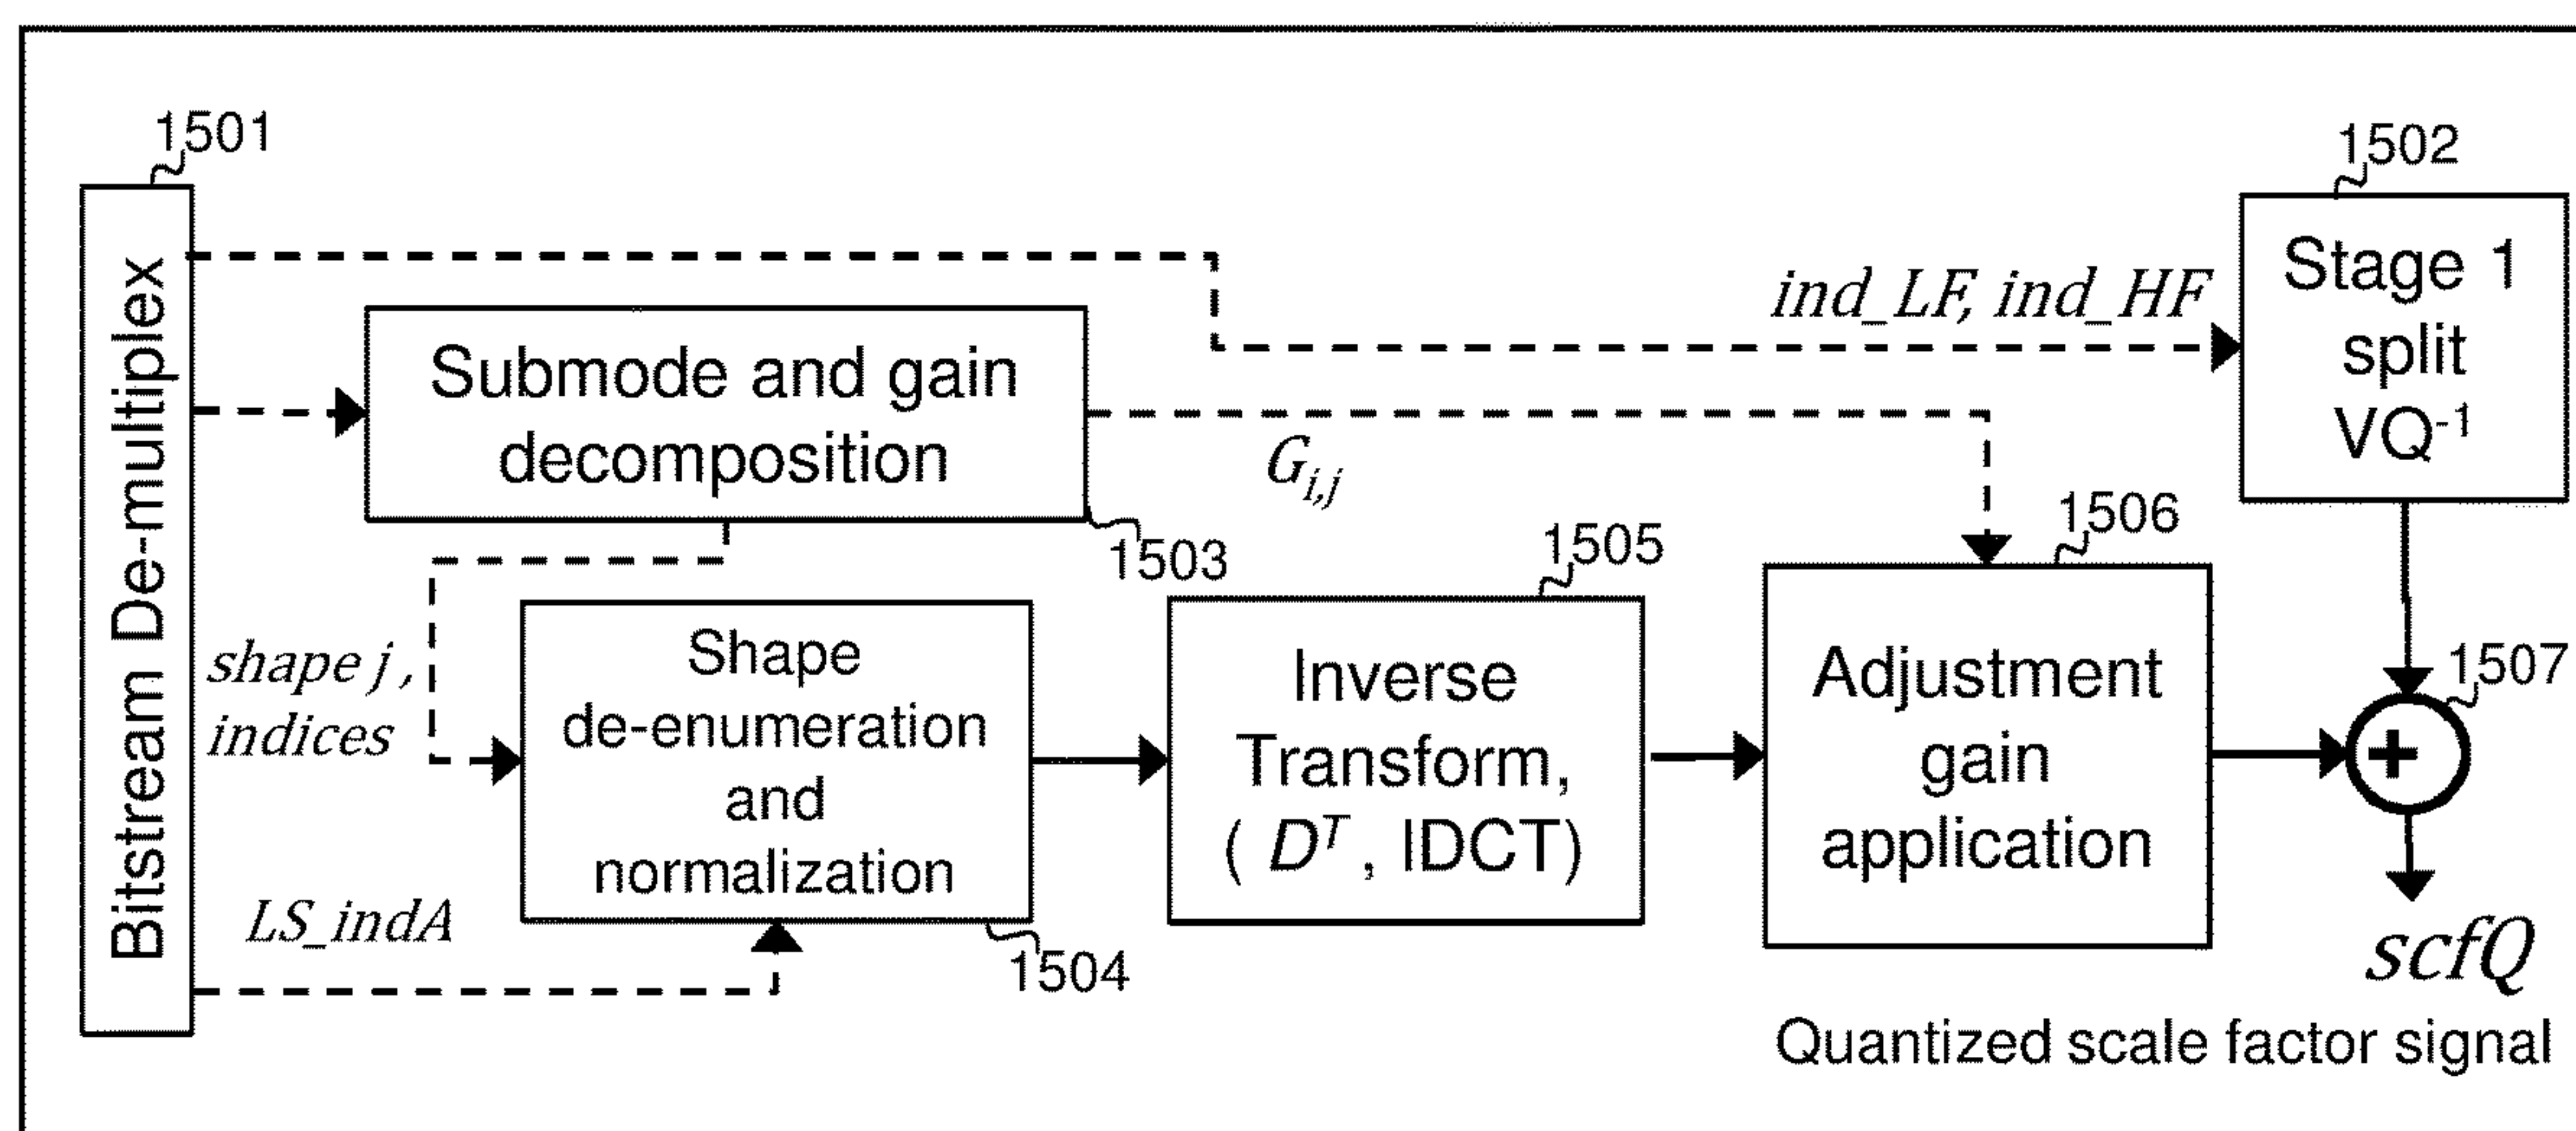 1501
1502
Bitstream De-multiplex
Stage 1
split
VQ⁻¹
ind_LF, ind_HF
Submode and gain
decomposition
G_{i,j}
1503
1505
1506
1507
shape j ,
indices
Shape
de-enumeration
and
normalization
Inverse
Transform,
( Dᵀ , IDCT)
Adjustment
gain
application
+
LS_indA
1504
scfQ
Quantized scale factor signal